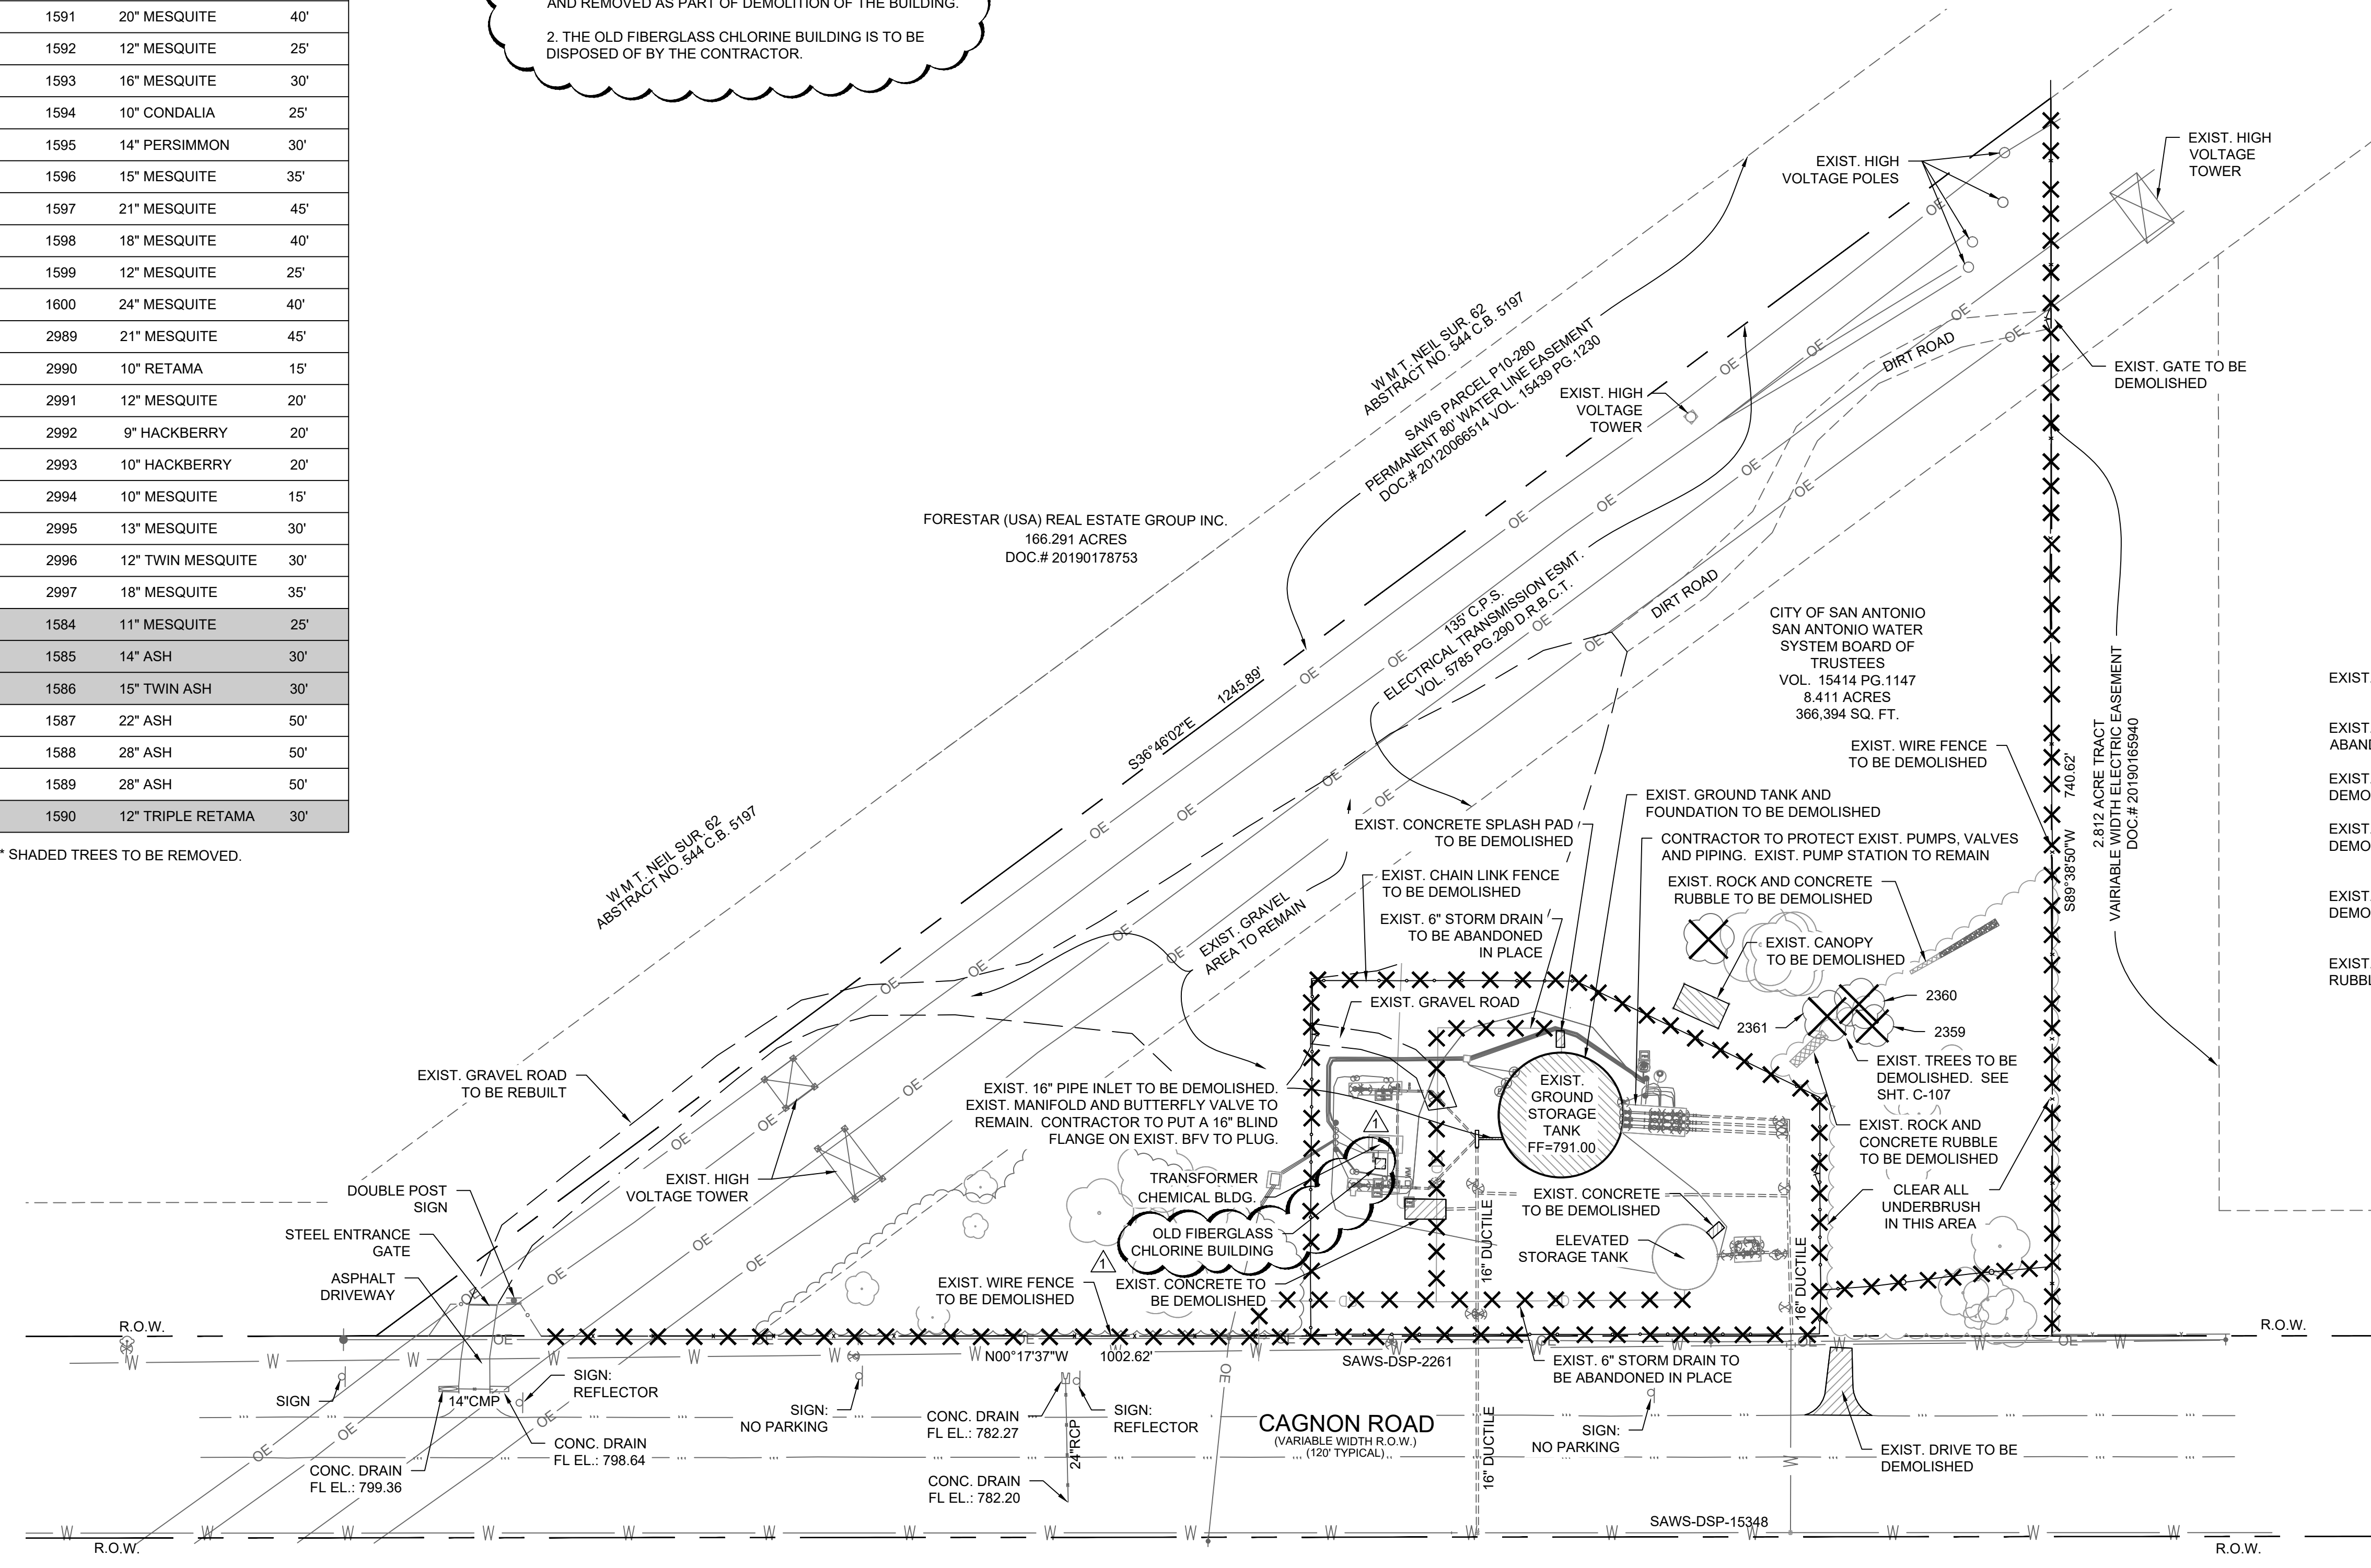 1591 20" MESQUITE 40'
1592 12" MESQUITE 25'
1593 16" MESQUITE 30'
1594 10" CONDALIA 25'
1595 14" PERSIMMON 30'
1596 15" MESQUITE 35'
1597 21" MESQUITE 45'
1598 18" MESQUITE 40'
1599 12" MESQUITE 25'
1600 24" MESQUITE 40'
2989 21" MESQUITE 45'
2990 10" RETAMA 15'
2991 12" MESQUITE 20'
2992 9" HACKBERRY 20'
2993 10" HACKBERRY 20'
2994 10" MESQUITE 15'
2995 13" MESQUITE 30'
2996 12" TWIN MESQUITE 30'
2997 18" MESQUITE 35'
1584 11" MESQUITE 25'
1585 14" ASH 30'
1586 15" TWIN ASH 30'
1587 22" ASH 50'
1588 28" ASH 50'
1589 28" ASH 50'
1590 12" TRIPLE RETAMA 30'
* SHADED TREES TO BE REMOVED.
AND REMOVED AS PART OF DEMOLITION OF THE BUILDING.
2. THE OLD FIBERGLASS CHLORINE BUILDING IS TO BE
DISPOSED OF BY THE CONTRACTOR.
EXIST. HIGH
VOLTAGE POLES
EXIST. HIGH
VOLTAGE
TOWER
W M T. NEIL SUR. 62
ABSTRACT NO. 544 C.B. 5197
SAWS PARCEL P10-280
PERMANENT 80' WATER LINE EASEMENT
DOC.# 20120066514 VOL. 15439 PG.1230
EXIST. HIGH
VOLTAGE
TOWER
DIRT ROAD
EXIST. GATE TO BE
DEMOLISHED
FORESTAR (USA) REAL ESTATE GROUP INC.
166.291 ACRES
DOC.# 20190178753
135' C.P.S.
ELECTRICAL TRANSMISSION ESMT.
VOL. 5785 PG.290 D.R.B.C.T.
DIRT ROAD
CITY OF SAN ANTONIO
SAN ANTONIO WATER
SYSTEM BOARD OF
TRUSTEES
VOL. 15414 PG.1147
8.411 ACRES
366,394 SQ. FT.
S36°46'02"E 1245.89'
EXIST. WIRE FENCE
TO BE DEMOLISHED
S89°38'50"W 740.62'
2.812 ACRE TRACT
VAIRIABLE WIDTH ELECTRIC EASEMENT
DOC.# 20190165940
EXIST.
EXIST.
ABAND
EXIST.
DEMO
EXIST.
DEMO
EXIST.
DEMO
EXIST.
RUBBL
W M T. NEIL SUR. 62
ABSTRACT NO. 544 C.B. 5197
EXIST. GROUND TANK AND
FOUNDATION TO BE DEMOLISHED
EXIST. CONCRETE SPLASH PAD
TO BE DEMOLISHED
CONTRACTOR TO PROTECT EXIST. PUMPS, VALVES
AND PIPING. EXIST. PUMP STATION TO REMAIN
EXIST. CHAIN LINK FENCE
TO BE DEMOLISHED
EXIST. ROCK AND CONCRETE
RUBBLE TO BE DEMOLISHED
EXIST. GRAVEL
AREA TO REMAIN
EXIST. 6" STORM DRAIN
TO BE ABANDONED
IN PLACE
EXIST. CANOPY
TO BE DEMOLISHED
EXIST. GRAVEL ROAD
2360
2361
2359
EXIST. TREES TO BE
DEMOLISHED. SEE
SHT. C-107
EXIST. GRAVEL ROAD
TO BE REBUILT
EXIST. 16" PIPE INLET TO BE DEMOLISHED.
EXIST. MANIFOLD AND BUTTERFLY VALVE TO
REMAIN. CONTRACTOR TO PUT A 16" BLIND
FLANGE ON EXIST. BFV TO PLUG.
EXIST.
GROUND
STORAGE
TANK
FF=791.00
1
EXIST. ROCK AND
CONCRETE RUBBLE
TO BE DEMOLISHED
EXIST. HIGH
VOLTAGE TOWER
TRANSFORMER
CHEMICAL BLDG.
OLD FIBERGLASS
CHLORINE BUILDING
1
EXIST. CONCRETE
TO BE DEMOLISHED
CLEAR ALL
UNDERBRUSH
IN THIS AREA
DOUBLE POST
SIGN
STEEL ENTRANCE
GATE
ASPHALT
DRIVEWAY
ELEVATED
STORAGE TANK
16" DUCTILE
16" DUCTILE
EXIST. WIRE FENCE
TO BE DEMOLISHED
EXIST. CONCRETE TO
BE DEMOLISHED
R.O.W.
R.O.W.
N00°17'37"W 1002.62'
SAWS-DSP-2261
EXIST. 6" STORM DRAIN TO
BE ABANDONED IN PLACE
SIGN
14"CMP
SIGN:
REFLECTOR
SIGN:
NO PARKING
CONC. DRAIN
FL EL.: 782.27
SIGN:
REFLECTOR
24"RCP
CAGNON ROAD
(VARIABLE WIDTH R.O.W.)
(120' TYPICAL)
16" DUCTILE
SIGN:
NO PARKING
EXIST. DRIVE TO BE
DEMOLISHED
CONC. DRAIN
FL EL.: 798.64
CONC. DRAIN
FL EL.: 799.36
CONC. DRAIN
FL EL.: 782.20
SAWS-DSP-15348
R.O.W.
R.O.W.